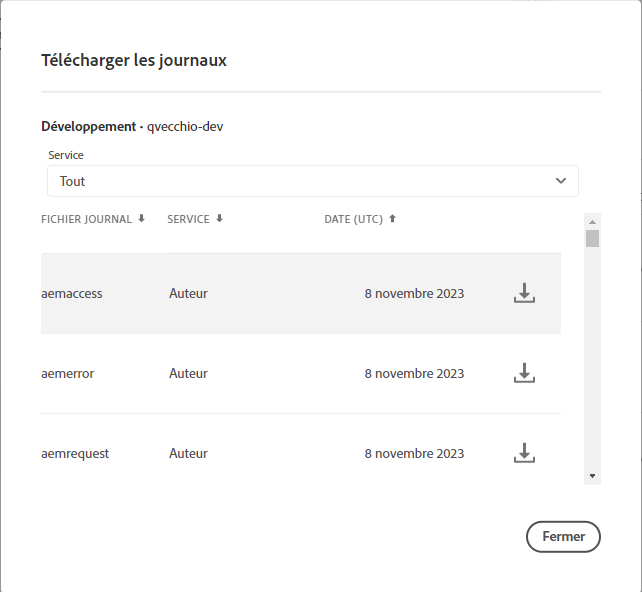 Télécharger les journaux
Développement · qvecchio-dev
Service
Tout
FICHIER JOURNAL SERVICE DATE (UTC)
aemaccess Auteur 8 novembre 2023
aemerror Auteur 8 novembre 2023
aemrequest Auteur 8 novembre 2023
Fermer